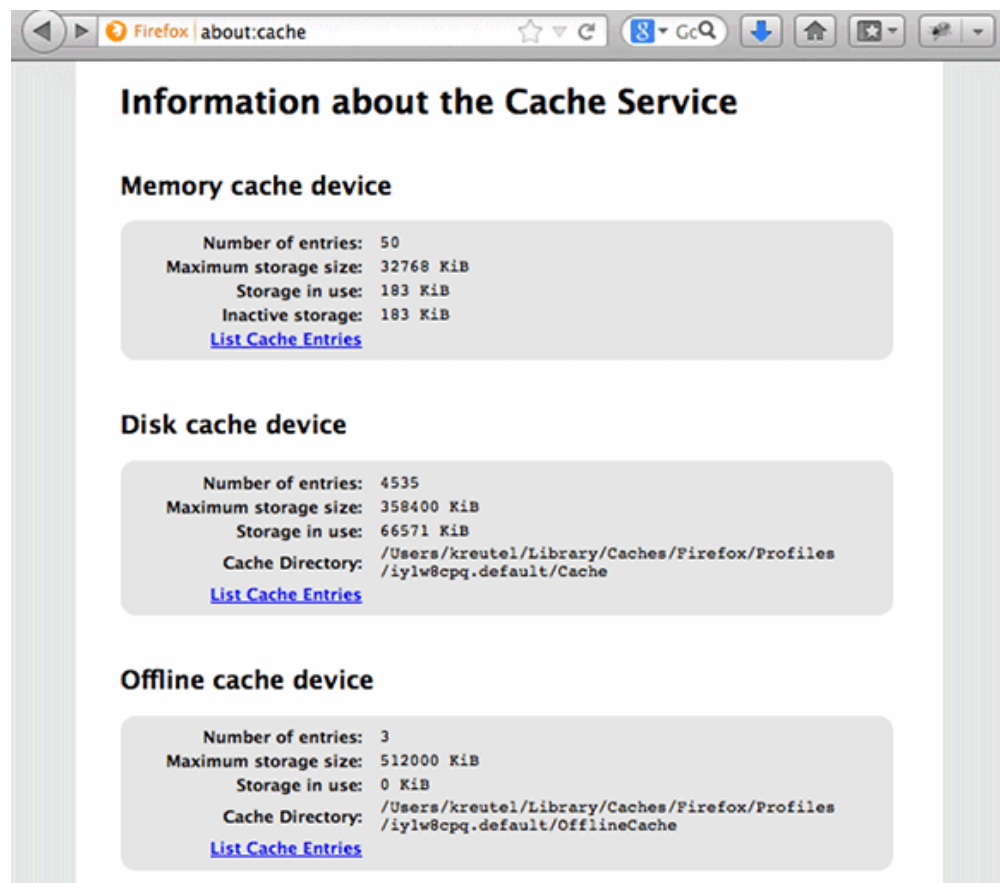 Firefox about:cache
8 GcQ
Information about the Cache Service
Memory cache device
Number of entries: 50
Maximum storage size: 32768 KiB
Storage in use: 183 KiB
Inactive storage: 183 KiB
List Cache Entries
Disk cache device
Number of entries: 4535
Maximum storage size: 358400 KiB
Storage in use: 66571 KiB
Cache Directory: /Users/kreutel/Library/Caches/Firefox/Profiles
/iylw8cpq.default/Cache
List Cache Entries
Offline cache device
Number of entries: 3
Maximum storage size: 512000 KiB
Storage in use: 0 KiB
Cache Directory: /Users/kreutel/Library/Caches/Firefox/Profiles
/iylw8cpq.default/OfflineCache
List Cache Entries